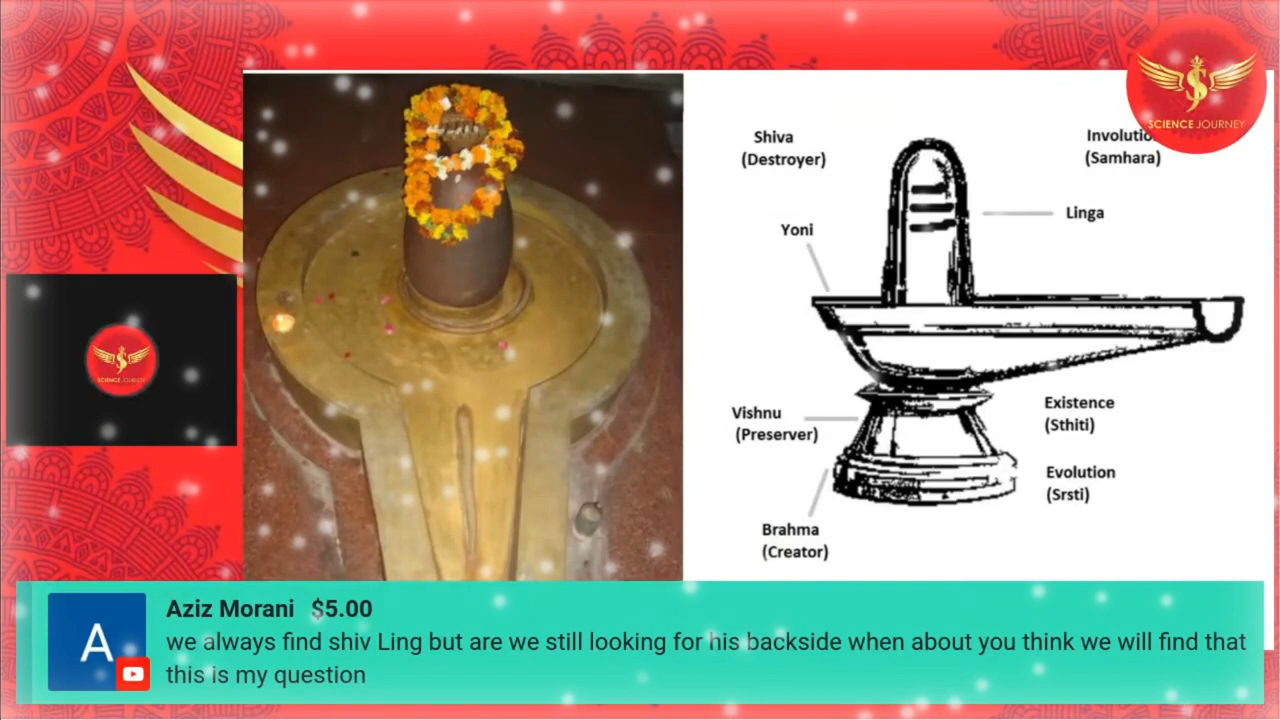 SCIENCE JOURNEY
Shiva
(Destroyer)
(Samhara)
Linga
Yoni
Vishnu
(Preserver)
Existence
(Sthiti)
Evolution
(Srsti)
Brahma
(Creator)
SCIENCE JOURNEY
A
Aziz Morani $5.00
we always find shiv Ling but are we still looking for his backside when about you think we will find that
this is my question